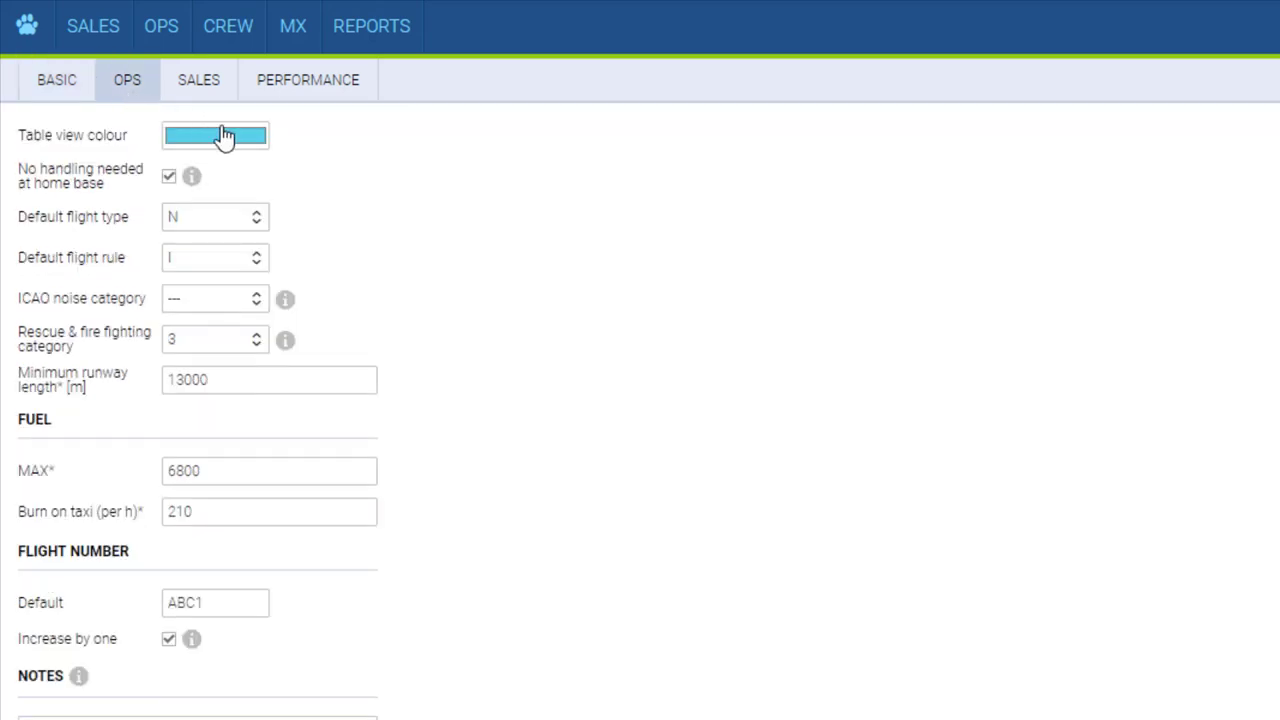 SALES OPS CREW MX REPORTS
BASIC OPS SALES PERFORMANCE
Table view colour
No handling needed
at home base
Default flight type N
Default flight rule I
ICAO noise category ---
Rescue & fire fighting
category 3
Minimum runway
length* [m] 13000
FUEL
MAX* 6800
Burn on taxi (per h)* 210
FLIGHT NUMBER
Default ABC1
Increase by one
NOTES